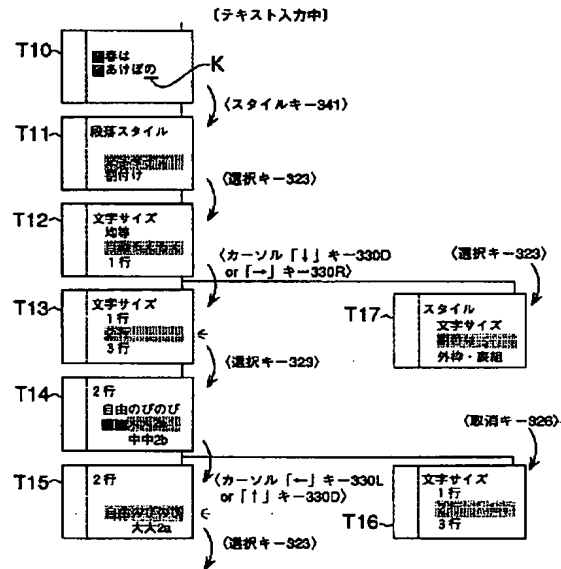 〔テキスト入力中〕
T10
春は
あけぼの
K
〈スタイルキー341〉
T11
段落スタイル
割付け
〈選択キー323〉
T12
文字サイズ
均等
1行
〈カーソル「↓」キー330D
or「→」キー330R〉
〈選択キー323〉
T13
文字サイズ
1行
3行
T17
スタイル
文字サイズ
外枠・表組
〈選択キー323〉
T14
2行
自由のびのび
中中2b
〈取消キー326〉
T15
2行
大大2a
〈カーソル「←」キー330L
or「↑」キー330D〉
T16
文字サイズ
1行
3行
〈選択キー323〉